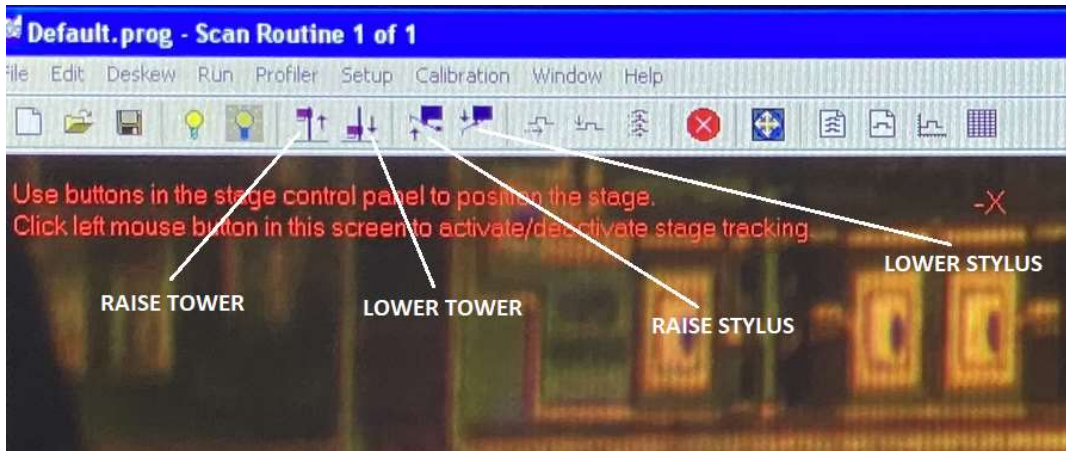 Default.prog - Scan Routine 1 of 1
File Edit Deskew Run Profiler Setup Calibration Window Help
Use buttons in the stage control panel to position the stage.
Click left mouse button in this screen to activate/deactivate stage tracking.
-X
RAISE TOWER
LOWER TOWER
RAISE STYLUS
LOWER STYLUS